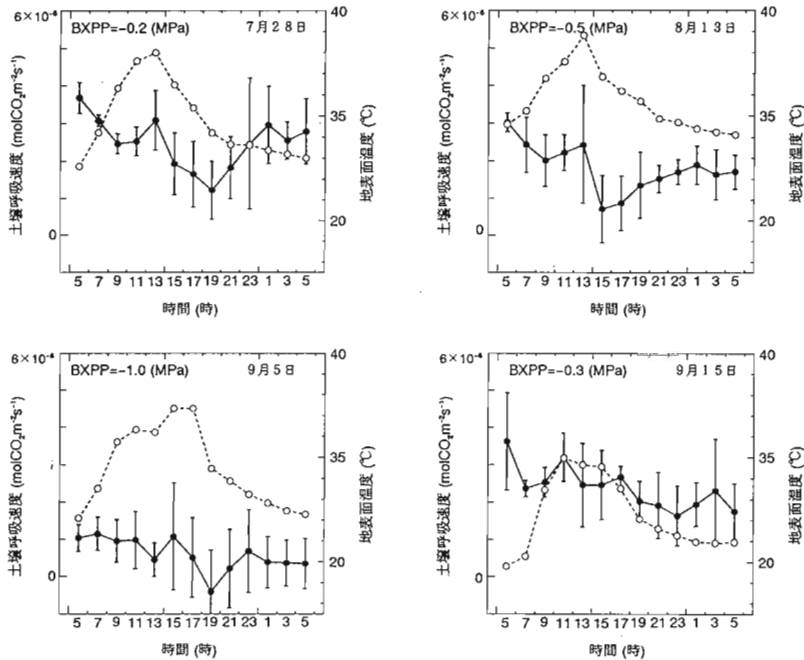 6×10⁻⁶
BXPP=-0.2 (MPa)
7月28日
40
35
20
0
土壌呼吸速度 (molCO₂m⁻²s⁻¹)
地表面温度 (℃)
5 7 9 11 13 15 17 19 21 23 1 3 5
時間 (時)
6×10⁻⁶
BXPP=-0.5 (MPa)
8月13日
40
35
20
0
土壌呼吸速度 (molCO₂m⁻²s⁻¹)
地表面温度 (℃)
5 7 9 11 13 15 17 19 21 23 1 3 5
時間 (時)
6×10⁻⁶
BXPP=-1.0 (MPa)
9月5日
40
35
20
0
土壌呼吸速度 (molCO₂m⁻²s⁻¹)
地表面温度 (℃)
5 7 9 11 13 15 17 19 21 23 1 3 5
時間 (時)
6×10⁻⁶
BXPP=-0.3 (MPa)
9月15日
40
35
20
0
土壌呼吸速度 (molCO₂m⁻²s⁻¹)
地表面温度 (℃)
5 7 9 11 13 15 17 19 21 23 1 3 5
時間 (時)